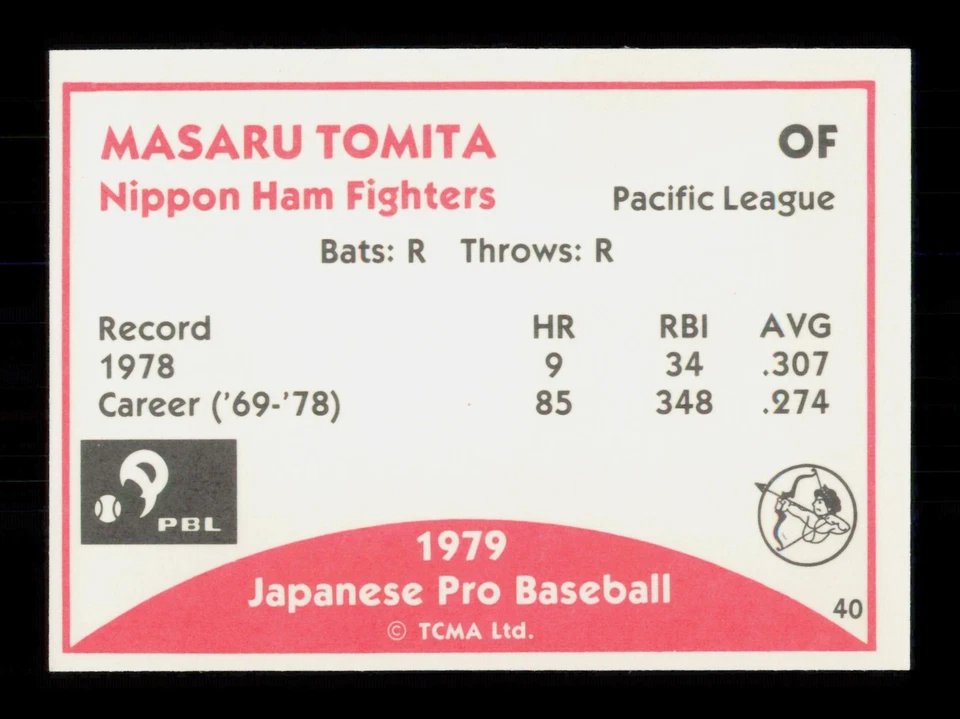 MASARU TOMITA OF
Nippon Ham Fighters Pacific League
Bats: R Throws: R
Record HR RBI AVG
1978 9 34 .307
Career ('69-'78) 85 348 .274
PBL
1979
Japanese Pro Baseball
© TCMA Ltd.
40